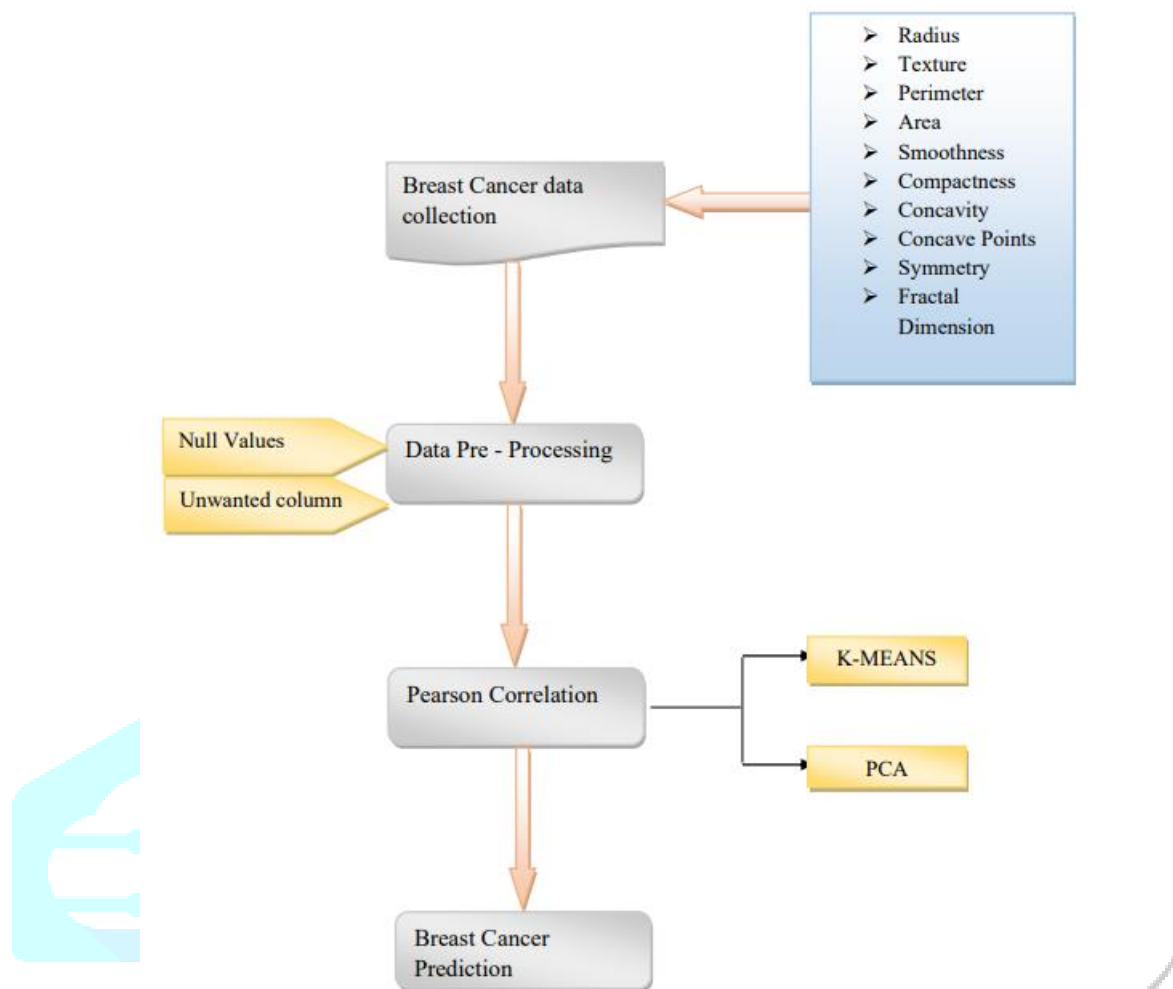 Radius
Texture
Perimeter
Area
Smoothness
Compactness
Concavity
Concave Points
Symmetry
Fractal
Dimension
Breast Cancer data
collection
Null Values
Unwanted column
Data Pre - Processing
Pearson Correlation
K-MEANS
PCA
Breast Cancer
Prediction